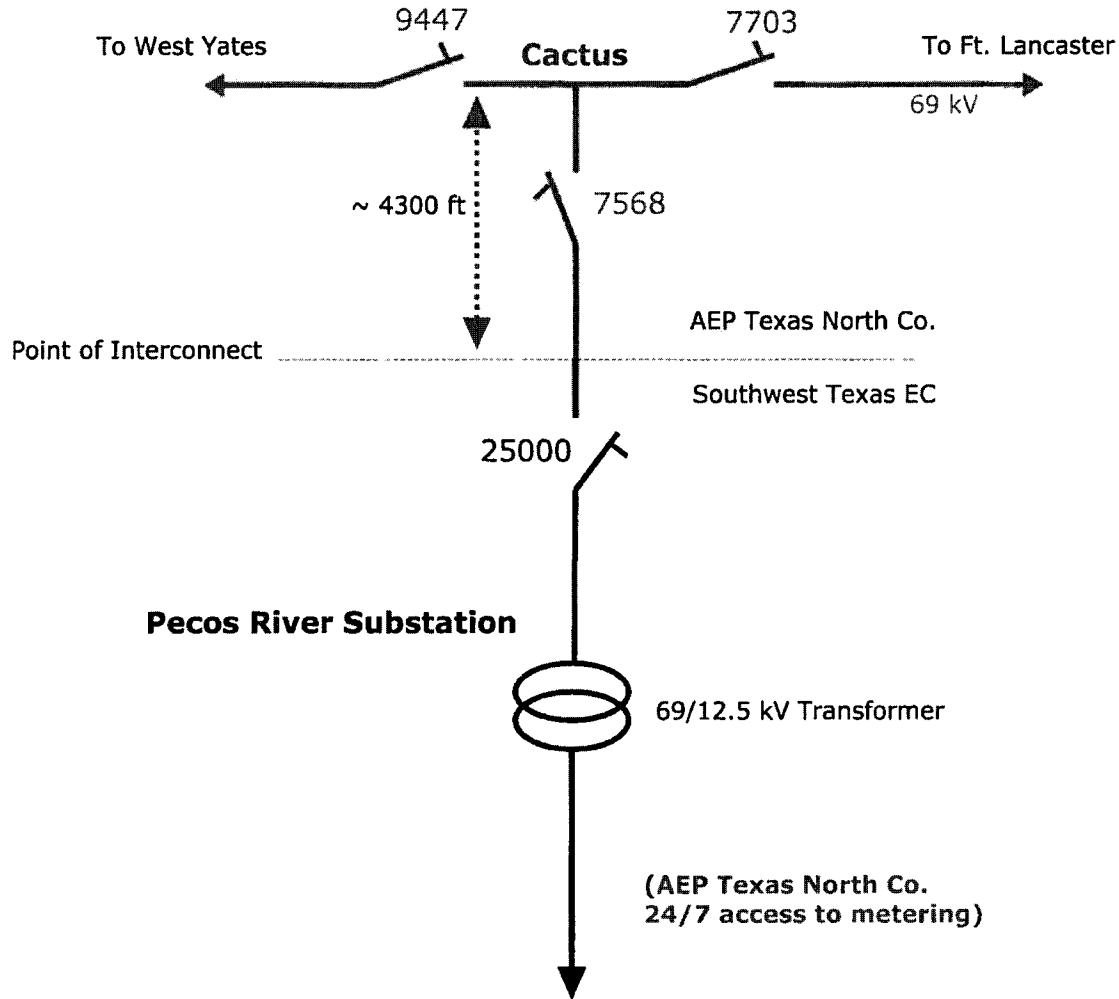 9447
7703
To West Yates
Cactus
To Ft. Lancaster
69 kV
~ 4300 ft
7568
AEP Texas North Co.
Point of Interconnect
Southwest Texas EC
25000
Pecos River Substation
69/12.5 kV Transformer
(AEP Texas North Co.
24/7 access to metering)